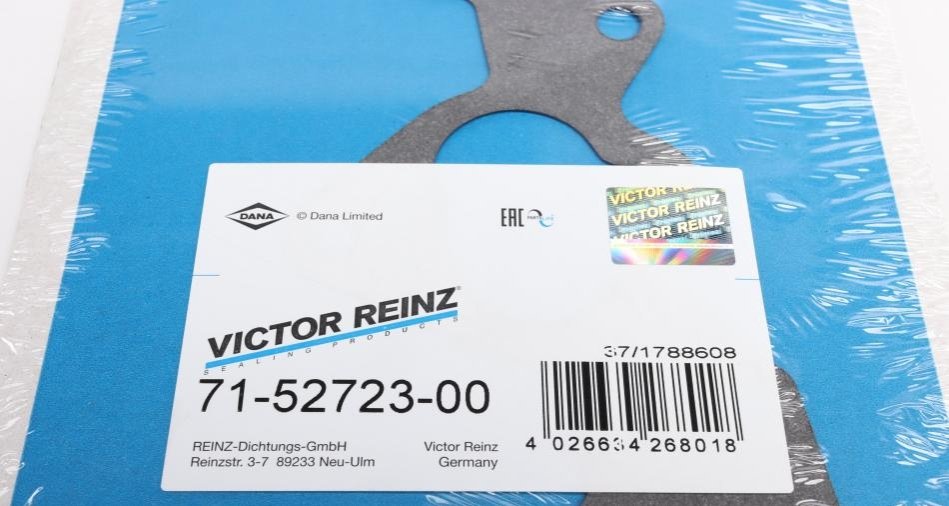 DANA © Dana Limited
EAC
VICTOR REINZ
VICTOR REINZ
VICTOR REINZ
VICTOR REINZ®
SEALING PRODUCTS
37/1788608
71-52723-00
4 026634 268018
REINZ-Dichtungs-GmbH
Reinzstr. 3-7 89233 Neu-Ulm
Victor Reinz
Germany